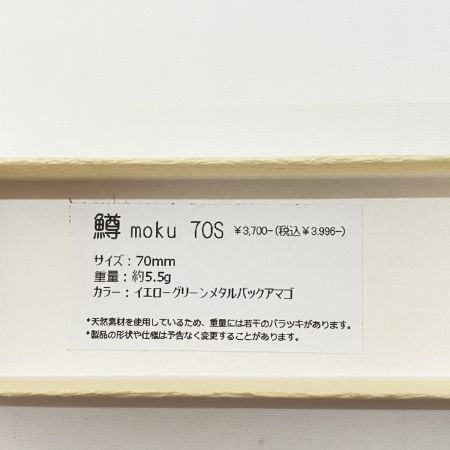 鱒 moku 70S ¥3,700-(税込¥3.996-)
サイズ：70mm
重量：約5.5g
カラー：イエローグリーンメタルバックアマゴ
*天然素材を使用しているため、重量には若干のバラツキがあります。
*製品の形状や仕様は予告なく変更することがあります。